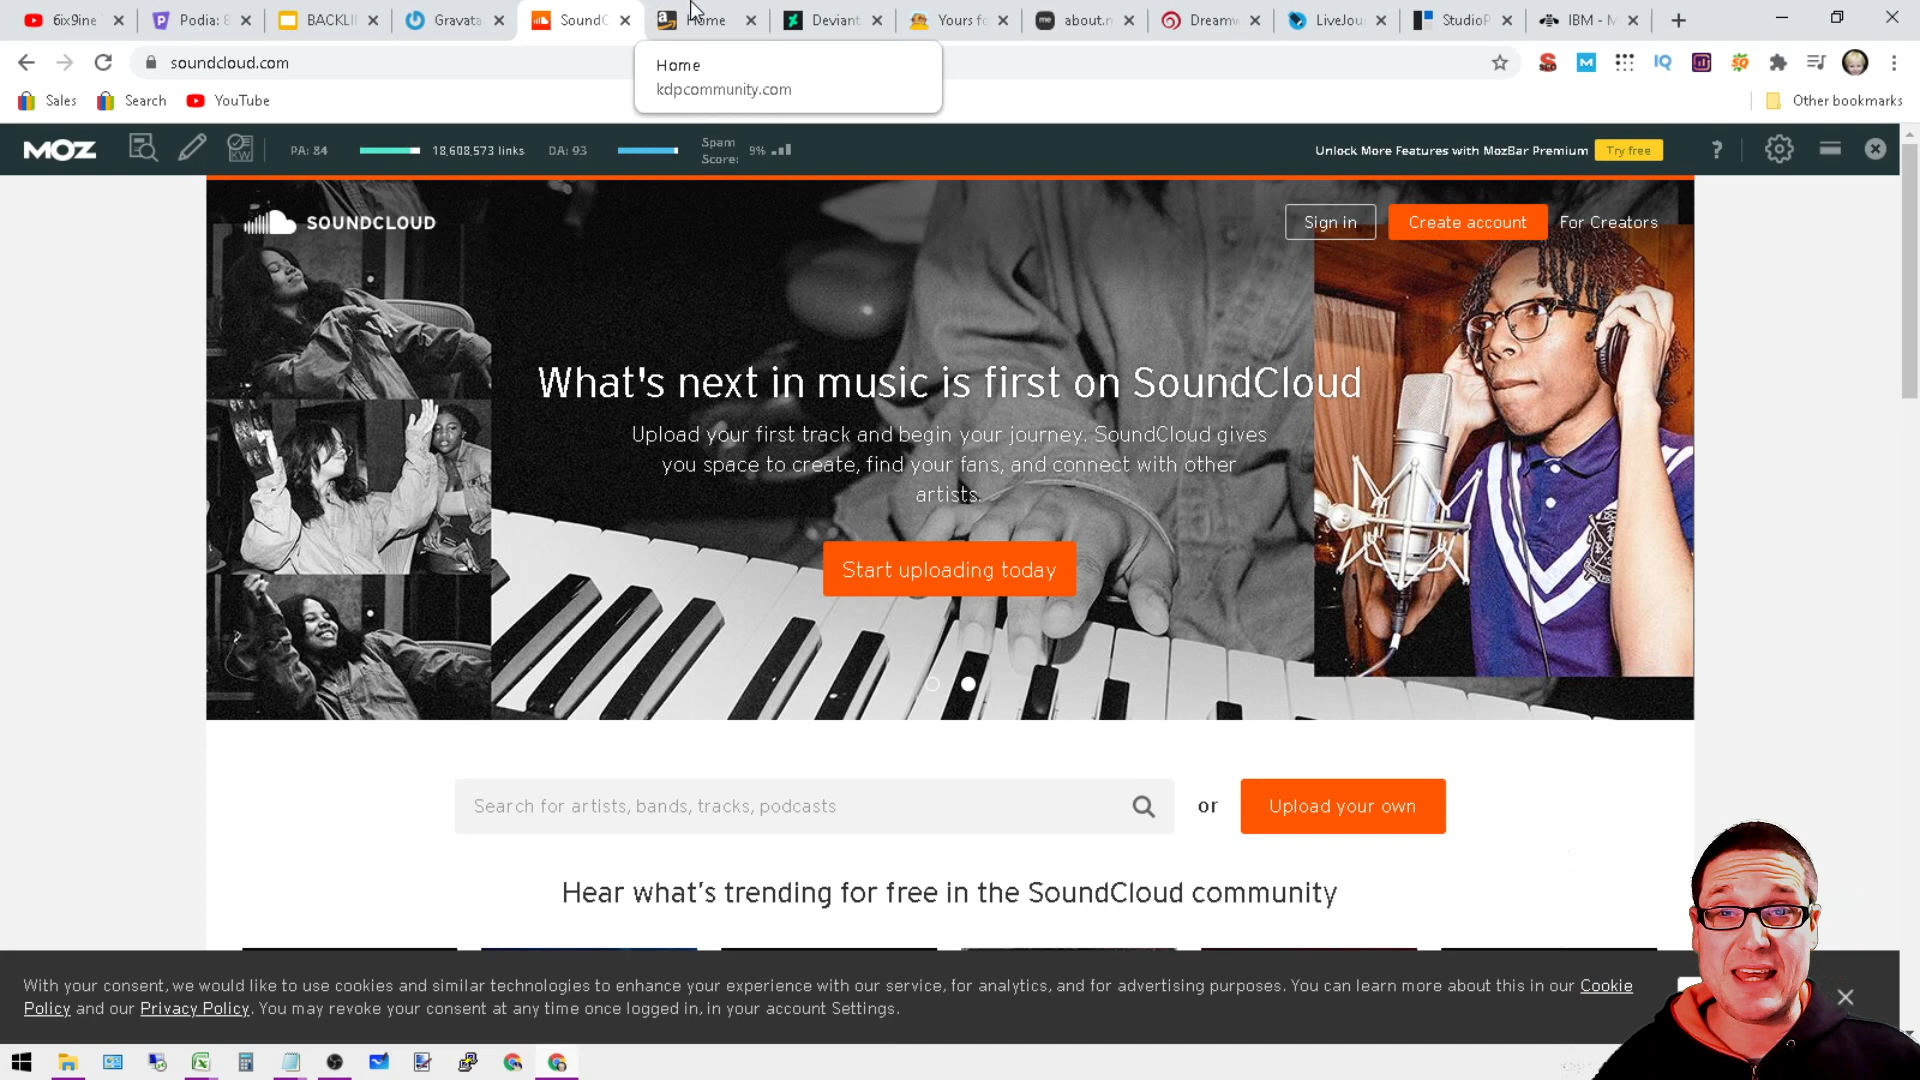 6ix9ine
Podia: 8
BACKLI
Gravata
SoundC
Home
Deviant
Yours fo
about.m
Dreamw
LiveJou
StudioP
IBM - M
soundcloud.com
Home
kdpcommunity.com
Sales
Search
YouTube
Other bookmarks
MOZ
PA: 84
18,608,573 links
DA: 93
Spam
Score:
9%
Unlock More Features with MozBar Premium
Try free
SOUNDCLOUD
Sign in
Create account
For Creators
What's next in music is first on SoundCloud
Upload your first track and begin your journey. SoundCloud gives
you space to create, find your fans, and connect with other
artists.
Start uploading today
Search for artists, bands, tracks, podcasts
or
Upload your own
Hear what's trending for free in the SoundCloud community
With your consent, we would like to use cookies and similar technologies to enhance your experience with our service, for analytics, and for advertising purposes. You can learn more about this in our Cookie
Policy and our Privacy Policy. You may revoke your consent at any time once logged in, in your account Settings.